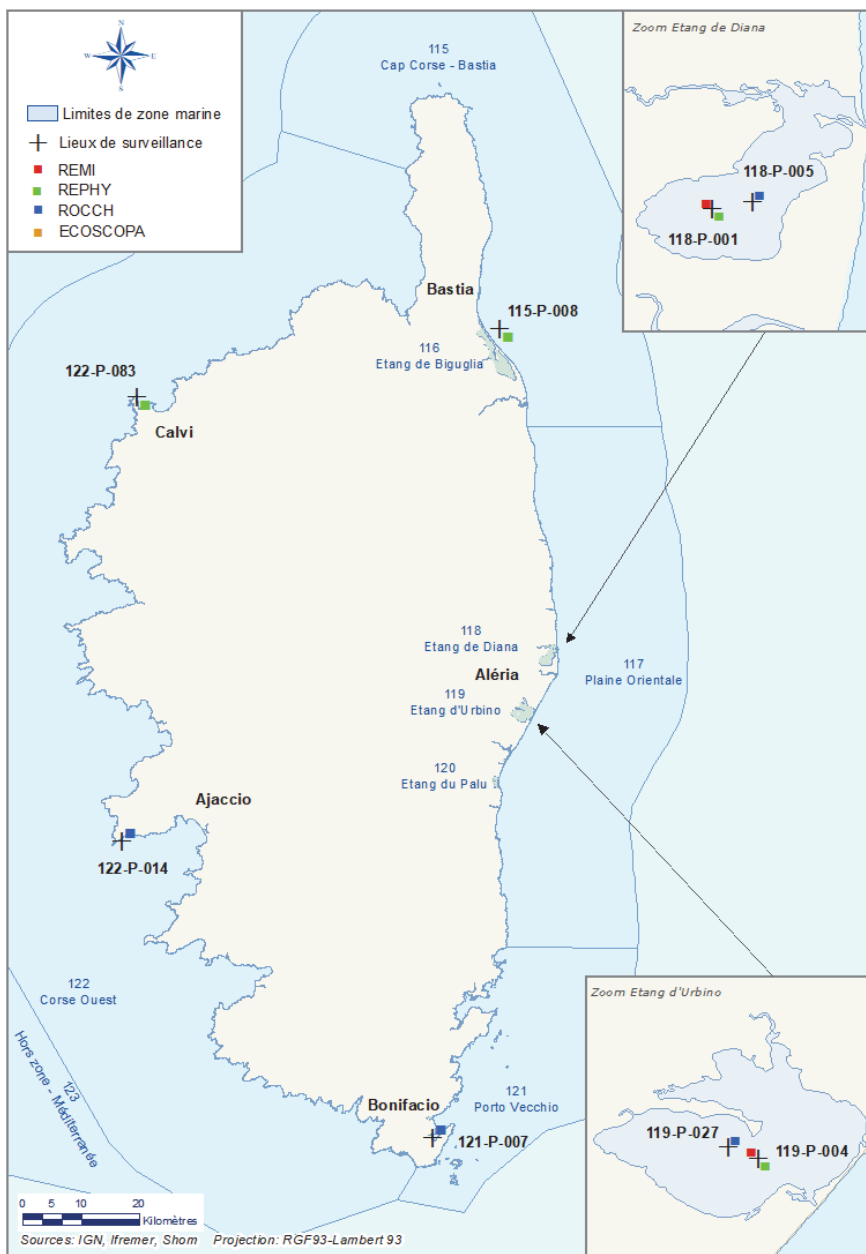 N
W
E
S
Limites de zone marine
Lieux de surveillance
REMI
REPHY
ROCCH
ECOSCOPA
115
Cap Corse - Bastia
Zoom Etang de Diana
118-P-005
118-P-001
Bastia
115-P-008
116
Etang de Biguglia
122-P-083
Calvi
118
Etang de Diana
Aléria
119
Etang d'Urbino
117
Plaine Orientale
120
Etang du Palu
Ajaccio
122-P-014
122
Corse Ouest
123
Hors zone - Méditerranée
Bonifacio
121
Porto Vecchio
121-P-007
Zoom Etang d'Urbino
119-P-027
119-P-004
0 5 10 20
Kilomètres
Sources: IGN, Ifremer, Shom Projection: RGF93-Lambert 93